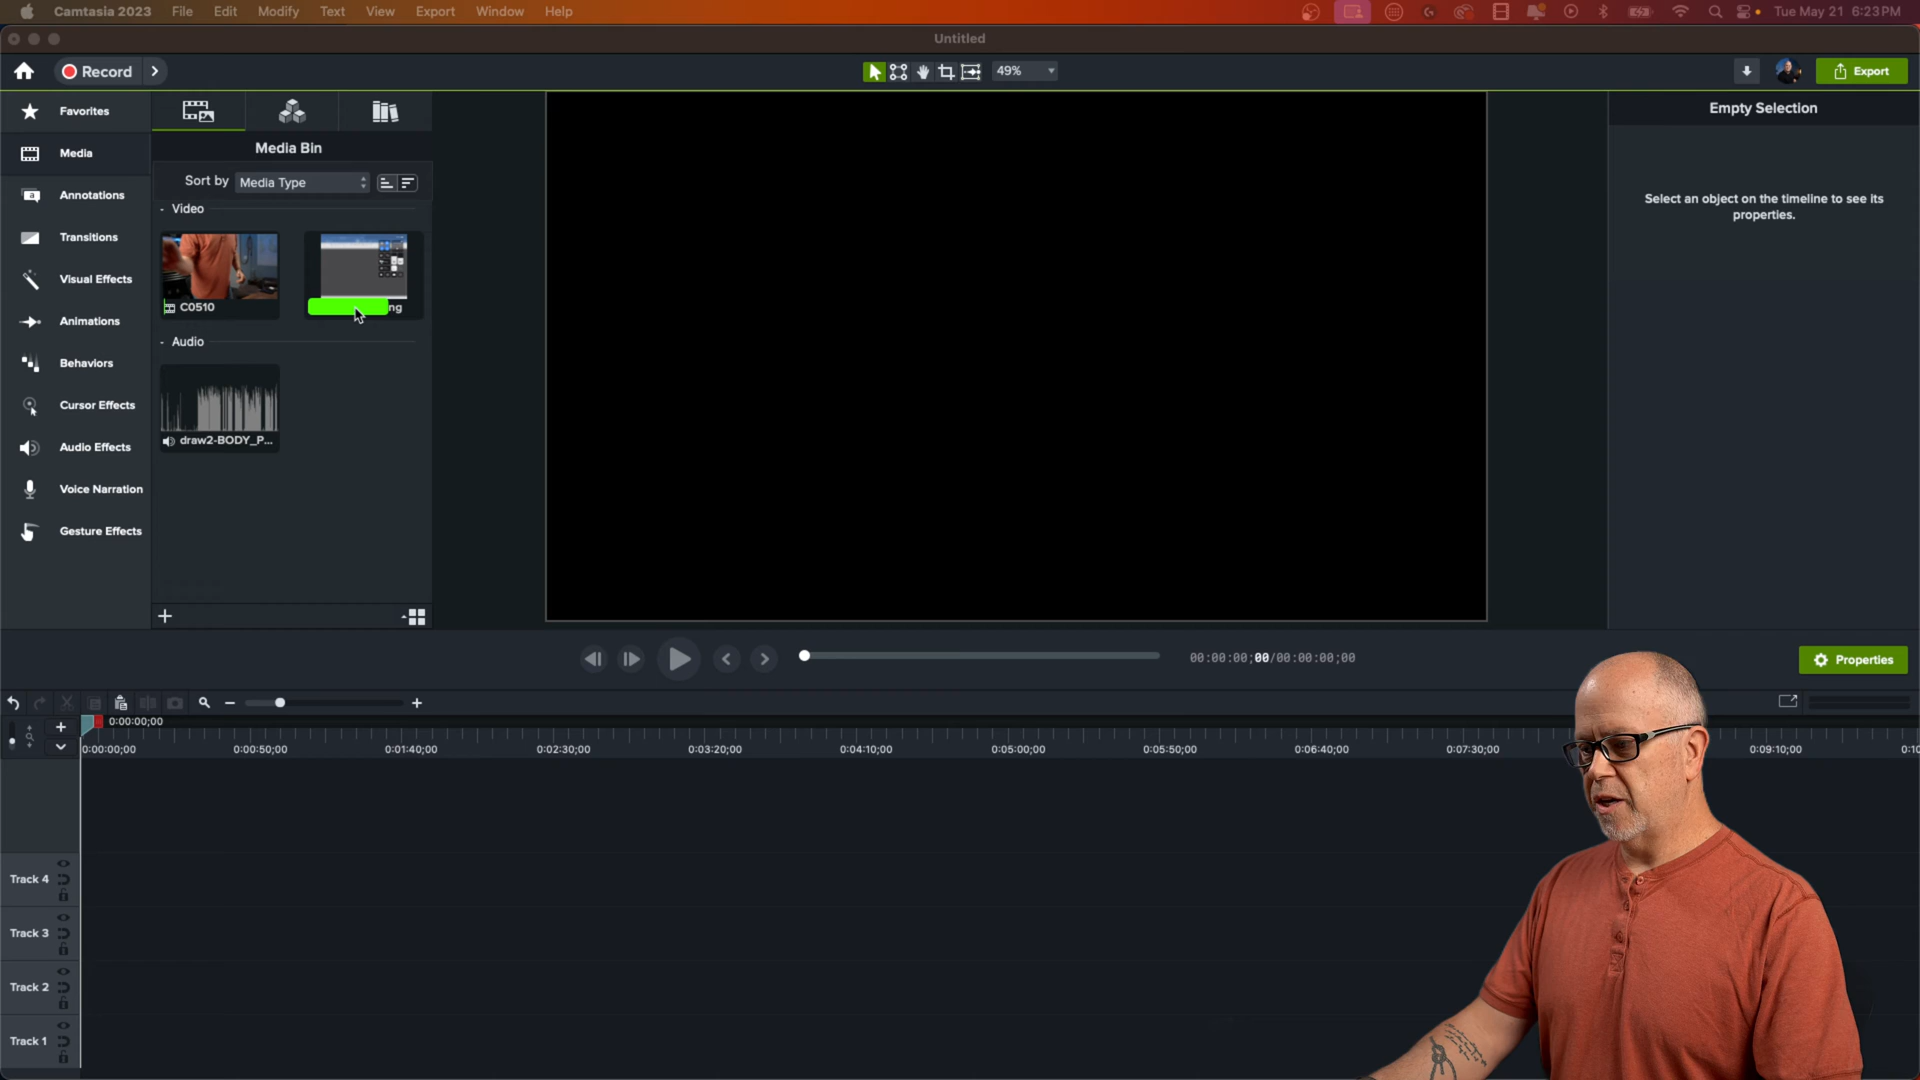 Camtasia 2023 File Edit Modify Text View Export Window Help Tue May 21 6:23 PM
Untitled
Record 49% Export
Favorites
Media
Annotations
Transitions
Visual Effects
Animations
Behaviors
Cursor Effects
Audio Effects
Voice Narration
Gesture Effects
Media Bin
Sort by Media Type
Video
C0510 ng
Audio
draw2-BODY_P...
Empty Selection
Select an object on the timeline to see its
properties.
00:00:00;00/00:00:00;00
Properties
0:00:00;00
0:00:00;00 0:00:50;00 0:01:40;00 0:02:30;00 0:03:20;00 0:04:10;00 0:05:00;00 0:05:50;00 0:06:40;00 0:07:30;00 0:09:10;00 0:10
Track 4
Track 3
Track 2
Track 1